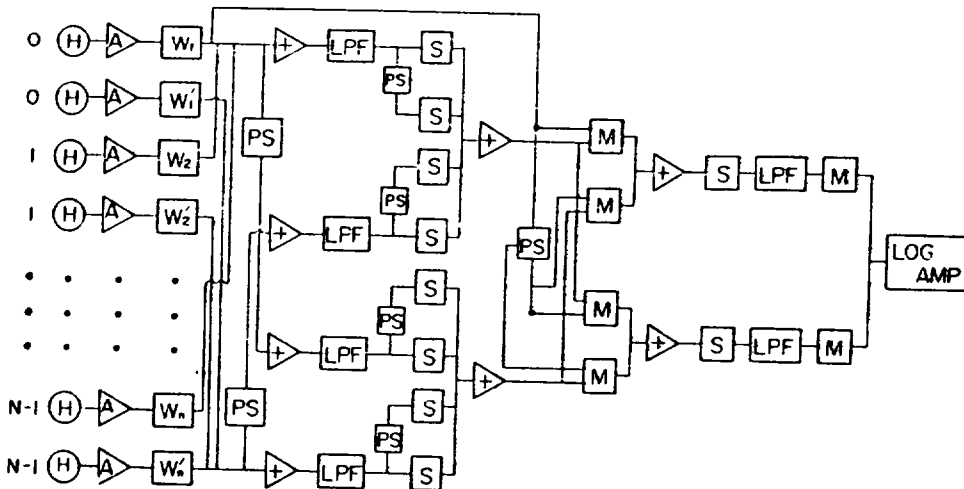 0 H A W₁ + LPF S
PS
0 H A W₁' PS S
1 H A W₂ + M
S + S LPF M
1 H A W₂' PS M
+ LPF S PS LOG
AMP
S
PS M
+ LPF S + S LPF M
+ M
PS S
N-1 H A Wₙ PS
N-1 H A Wₙ' + LPF S